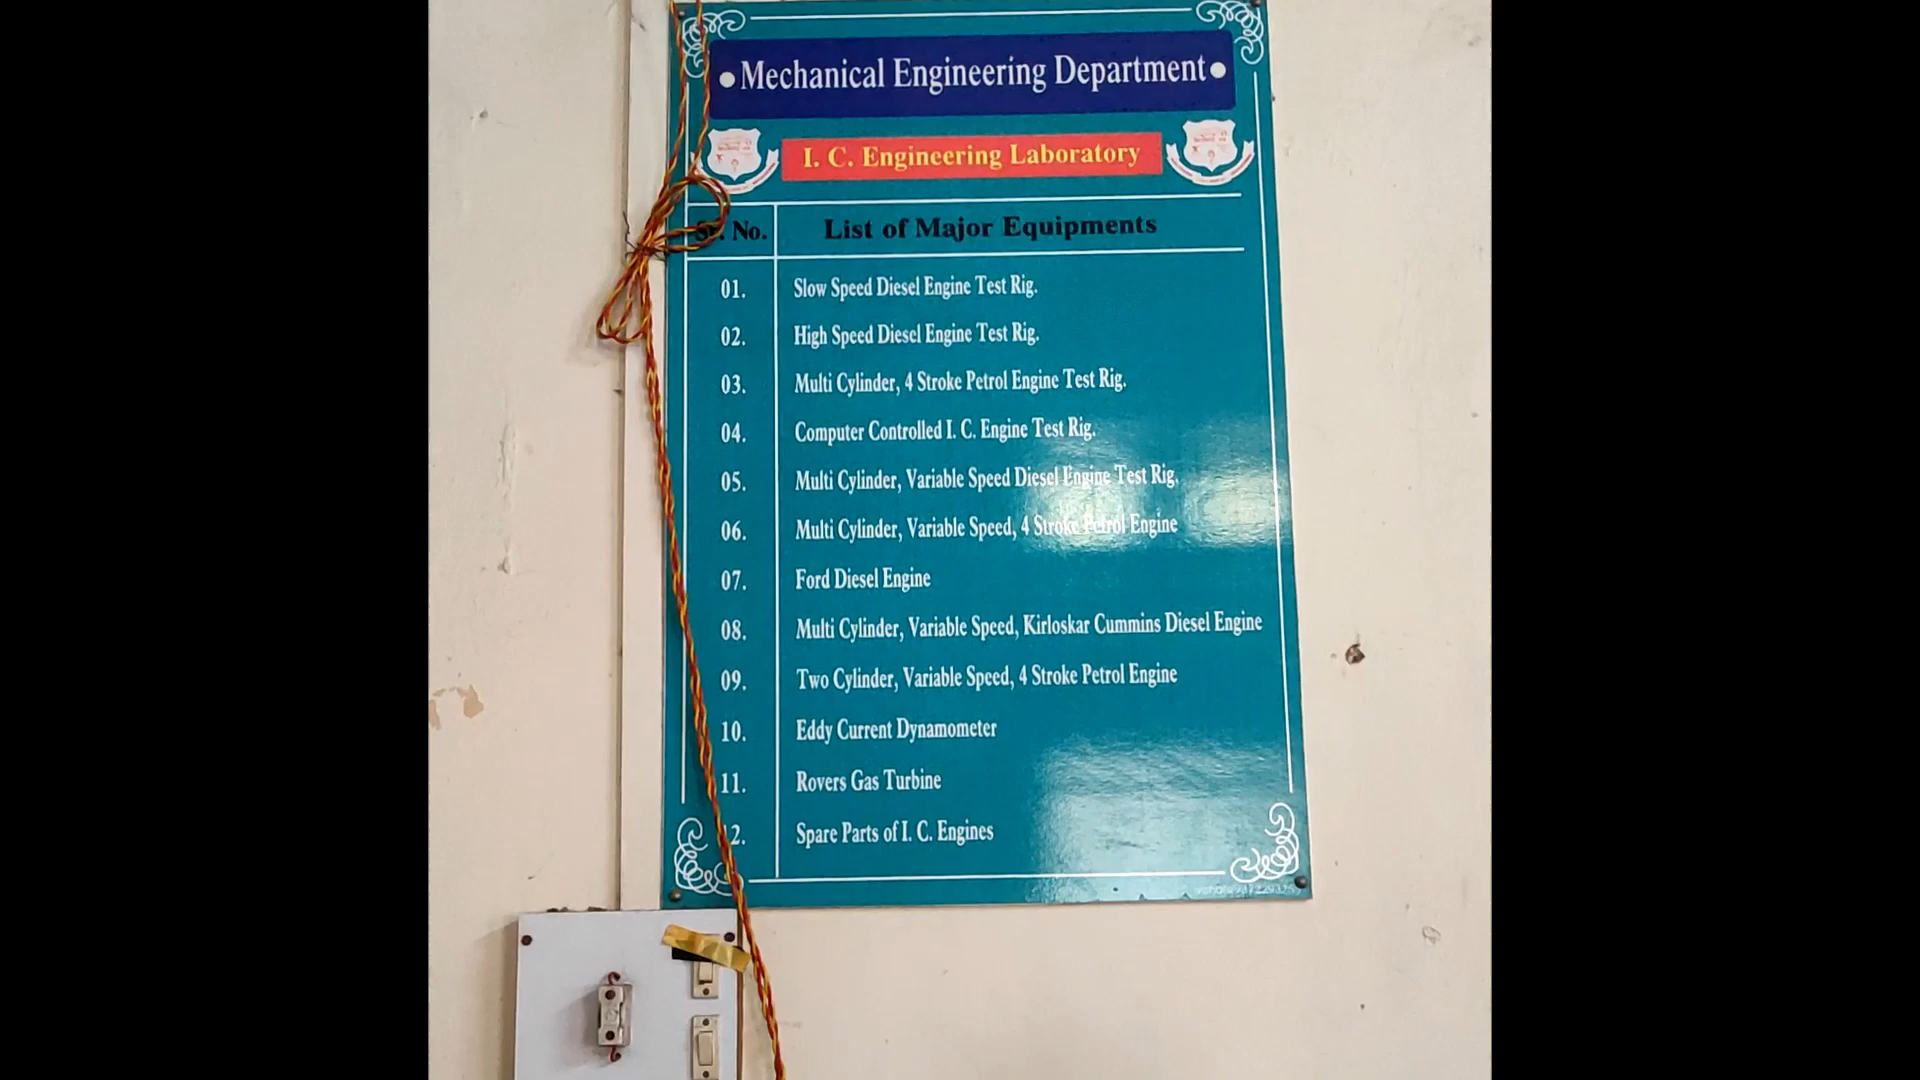 Mechanical Engineering Department
I. C. Engineering Laboratory
Sr. No. List of Major Equipments
01. Slow Speed Diesel Engine Test Rig.
02. High Speed Diesel Engine Test Rig.
03. Multi Cylinder, 4 Stroke Petrol Engine Test Rig.
04. Computer Controlled I. C. Engine Test Rig.
05. Multi Cylinder, Variable Speed Diesel Engine Test Rig.
06. Multi Cylinder, Variable Speed, 4 Stroke Petrol Engine
07. Ford Diesel Engine
08. Multi Cylinder, Variable Speed, Kirloskar Cummins Diesel Engine
09. Two Cylinder, Variable Speed, 4 Stroke Petrol Engine
10. Eddy Current Dynamometer
11. Rovers Gas Turbine
12. Spare Parts of I. C. Engines